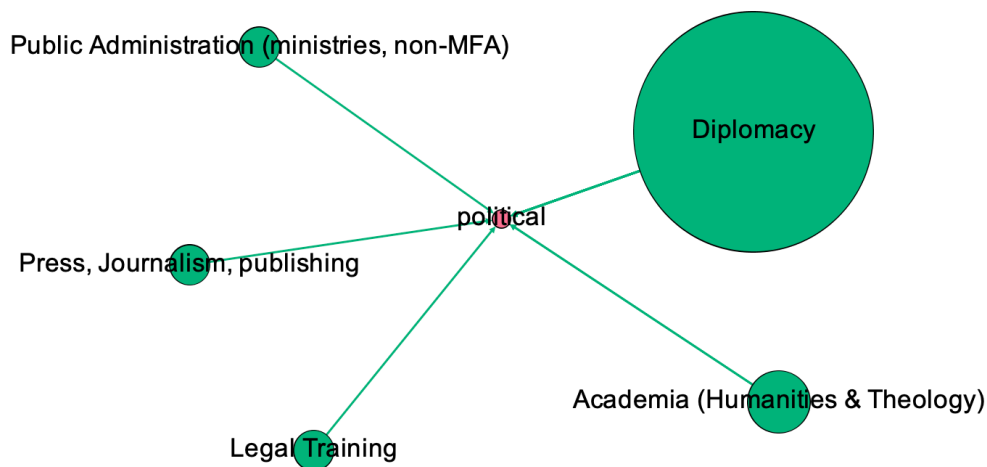 Public Administration (ministries, non-MFA)
Diplomacy
political
Press, Journalism, publishing
Academia (Humanities & Theology)
Legal Training